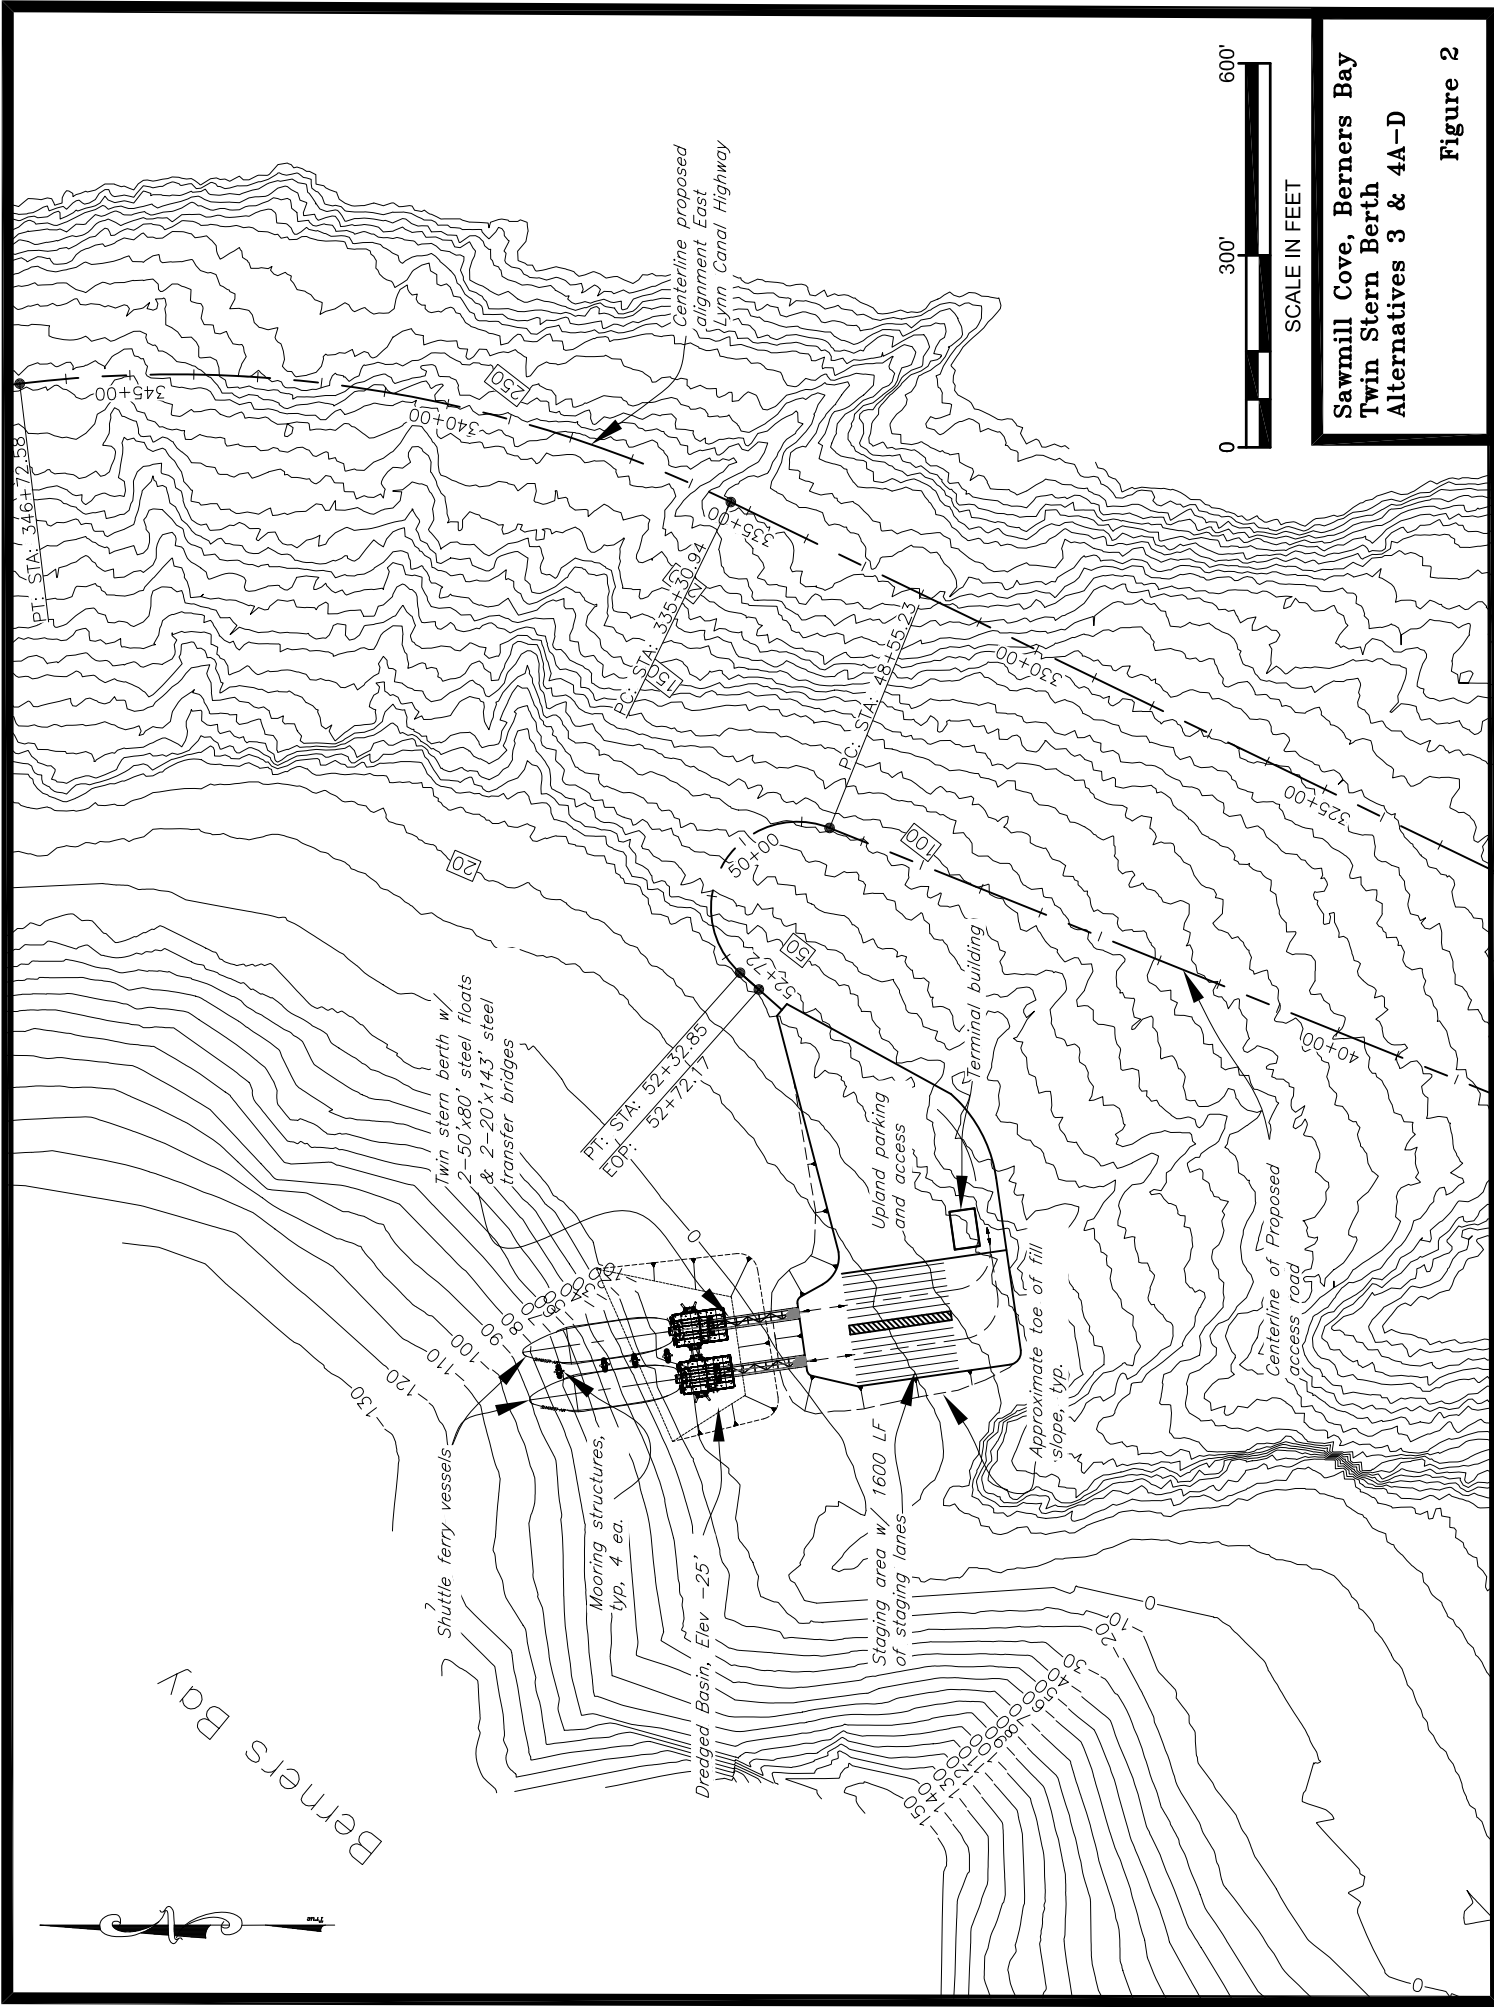 Berners Bay
True
Shuttle ferry vessels
Twin stern berth w/
2-50'x80' steel floats
& 2-20'x143' steel
transfer bridges
Mooring structures,
typ, 4 ea.
Dredged Basin, Elev -25'
Staging area w/ 1600 LF
of staging lanes
Approximate toe of fill
slope, typ.
Upland parking
and access
Terminal building
Centerline of Proposed
access road
Centerline proposed
alignment East
Lynn Canal Highway
PT: STA: 346+72.58
PC: STA: 335+30.94
PC: STA: 48+55.23
PT: STA: 52+32.85
EOP: 52+72.17
52+72
50+00
40+00
345+00
340+00
335+00
330+00
325+00
250
150
100
50
20
0
-130
120
110
100
90
80
0
-10
20
30
150
140
0
0
300'
600'
SCALE IN FEET
Sawmill Cove, Berners Bay
Twin Stern Berth
Alternatives 3 & 4A-D
Figure 2